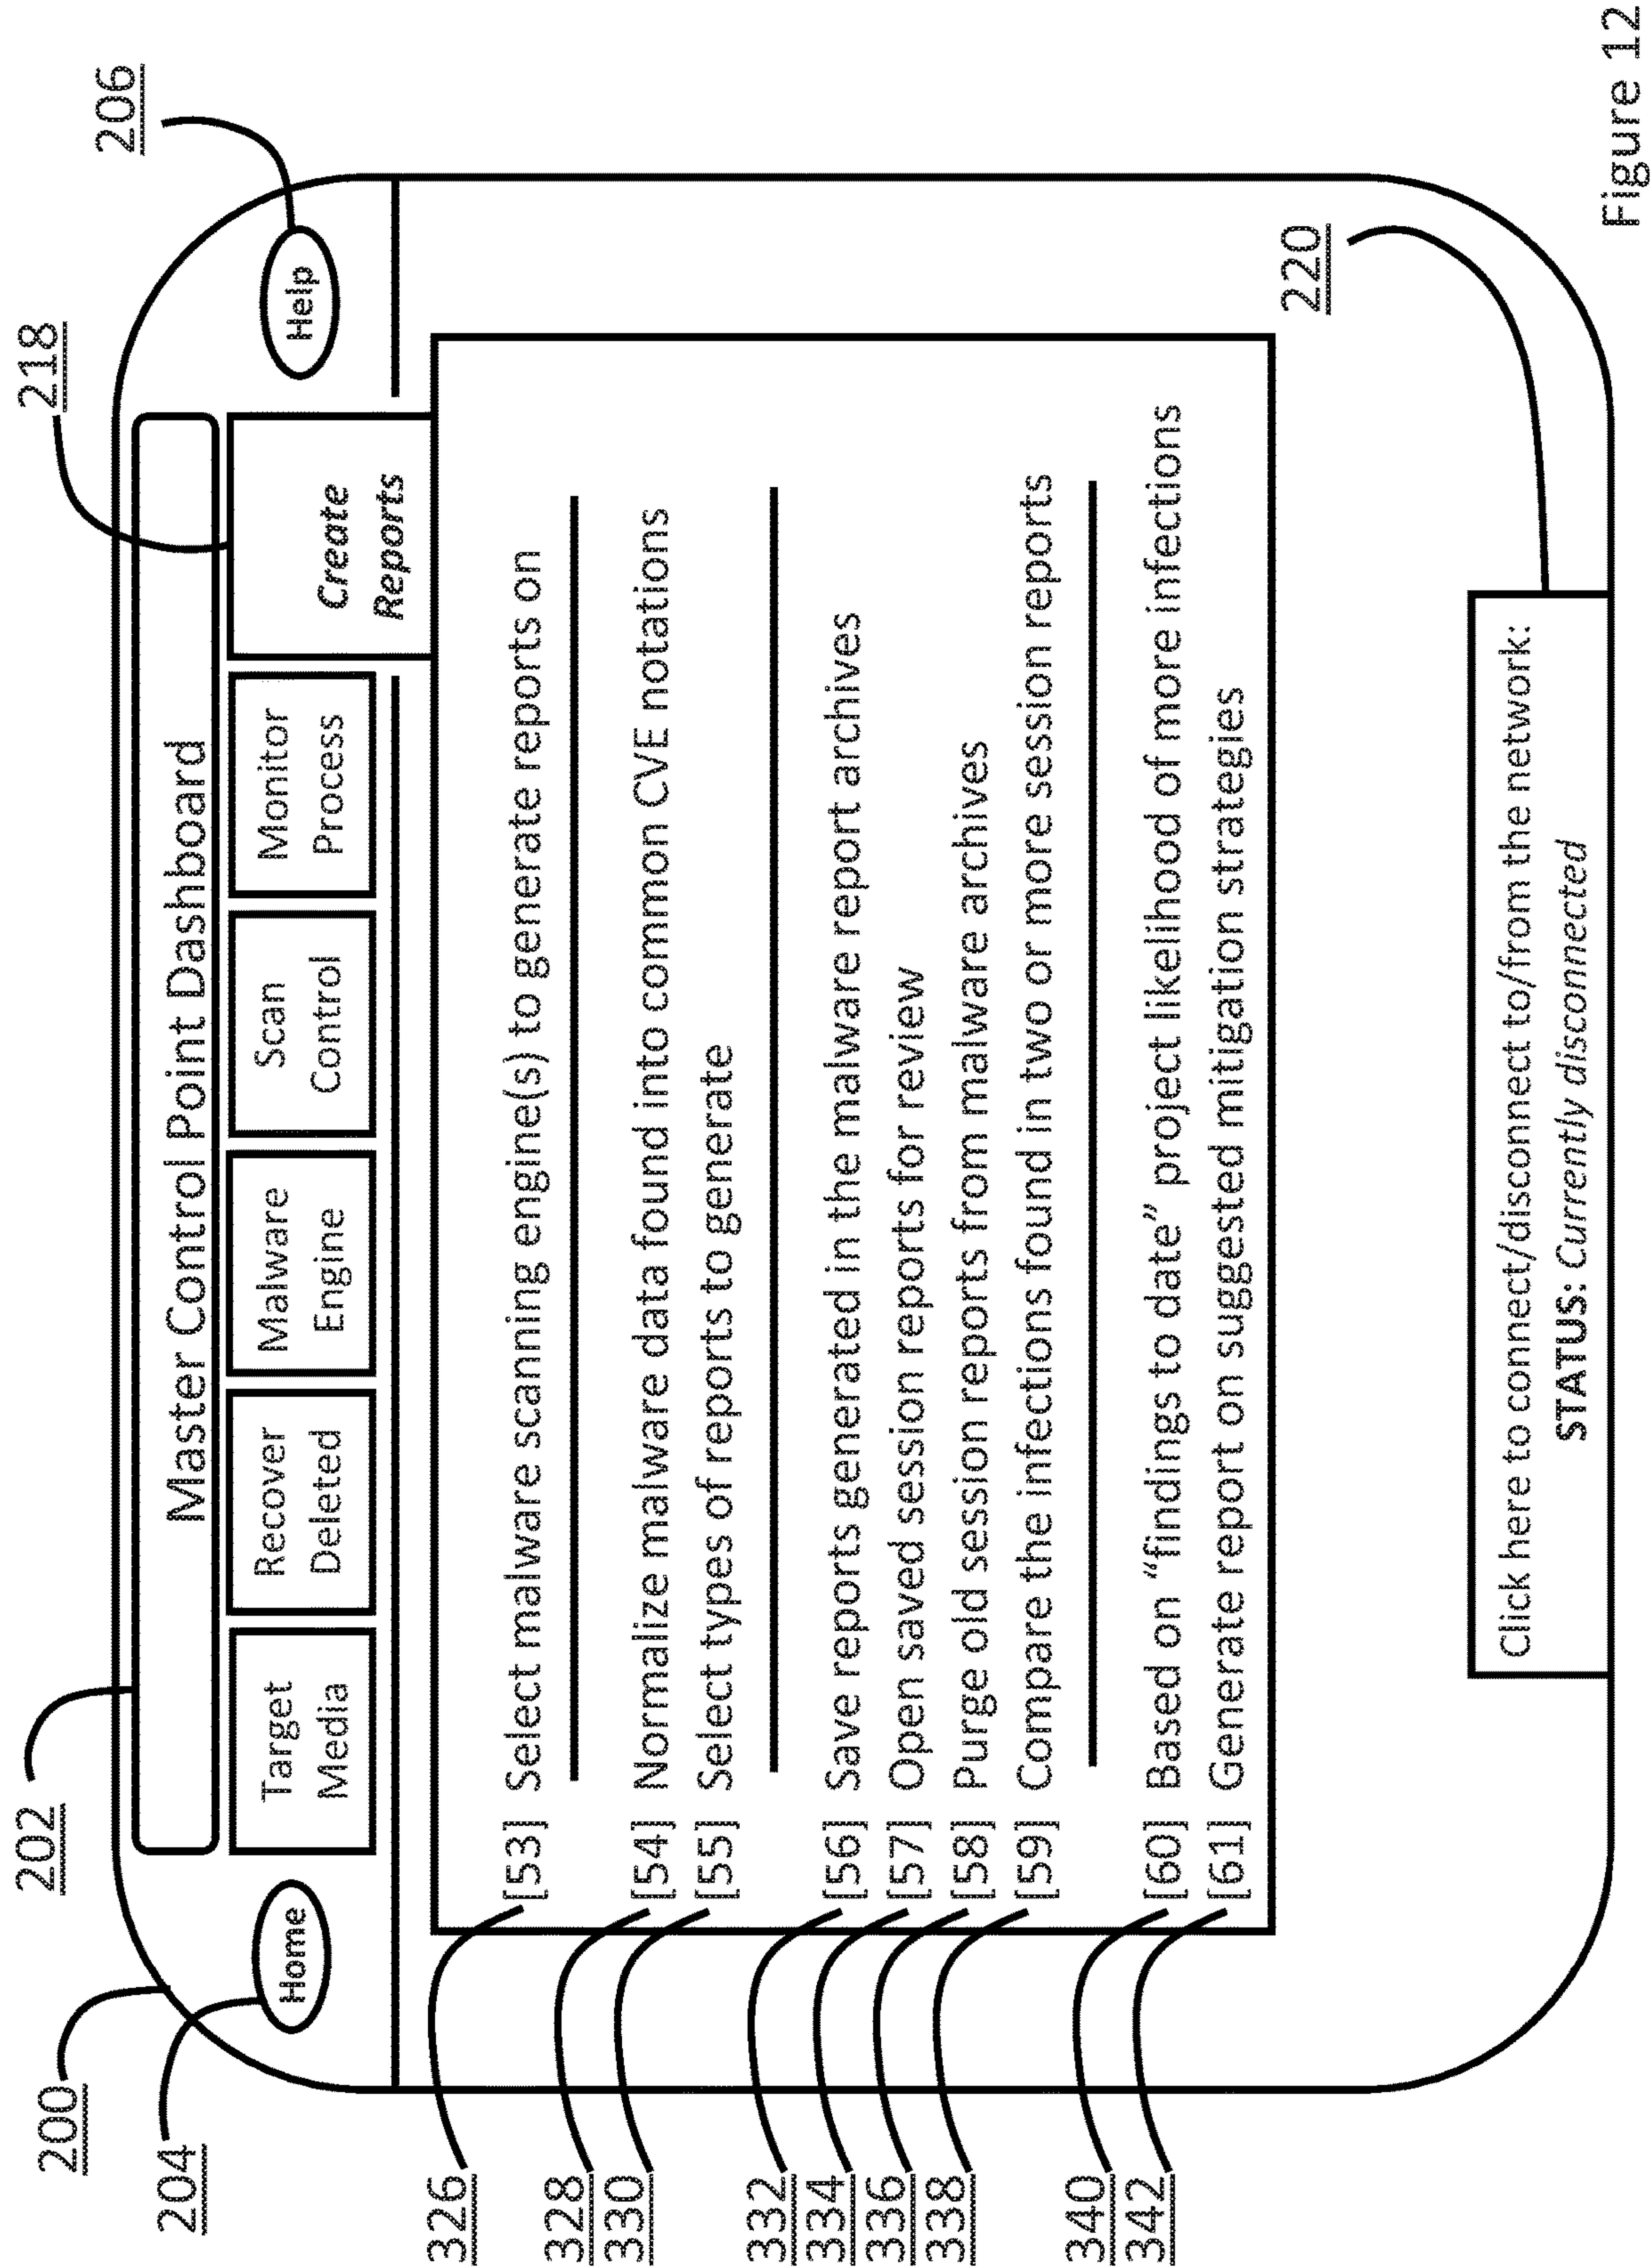 218
206
202
200
204
Master Control Point Dashboard
Home
Target
Media
Recover
Deleted
Malware
Engine
Scan
Control
Monitor
Process
Create
Reports
Help
326 [53] Select malware scanning engine(s) to generate reports on
328 [54] Normalize malware data found into common CVE notations
330 [55] Select types of reports to generate
332 [56] Save reports generated in the malware report archives
334 [57] Open saved session reports for review
336 [58] Purge old session reports from malware archives
338 [59] Compare the infections found in two or more session reports
340 [60] Based on “findings to date” project likelihood of more infections
342 [61] Generate report on suggested mitigation strategies
220
Click here to connect/disconnect to/from the network:
STATUS: Currently disconnected
Figure 12